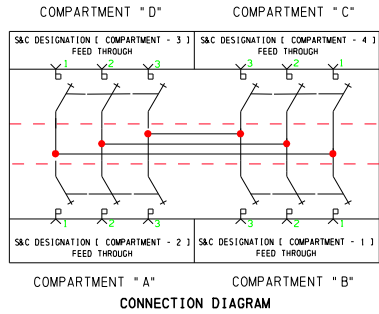 COMPARTMENT "D" COMPARTMENT "C"
S&C DESIGNATION [ COMPARTMENT - 3 ] S&C DESIGNATION [ COMPARTMENT - 4 ]
FEED THROUGH FEED THROUGH
1 2 3 3 2 1
1 2 3 3 2 1
S&C DESIGNATION [ COMPARTMENT - 2 ] S&C DESIGNATION [ COMPARTMENT - 1 ]
FEED THROUGH FEED THROUGH
COMPARTMENT "A" COMPARTMENT "B"
CONNECTION DIAGRAM